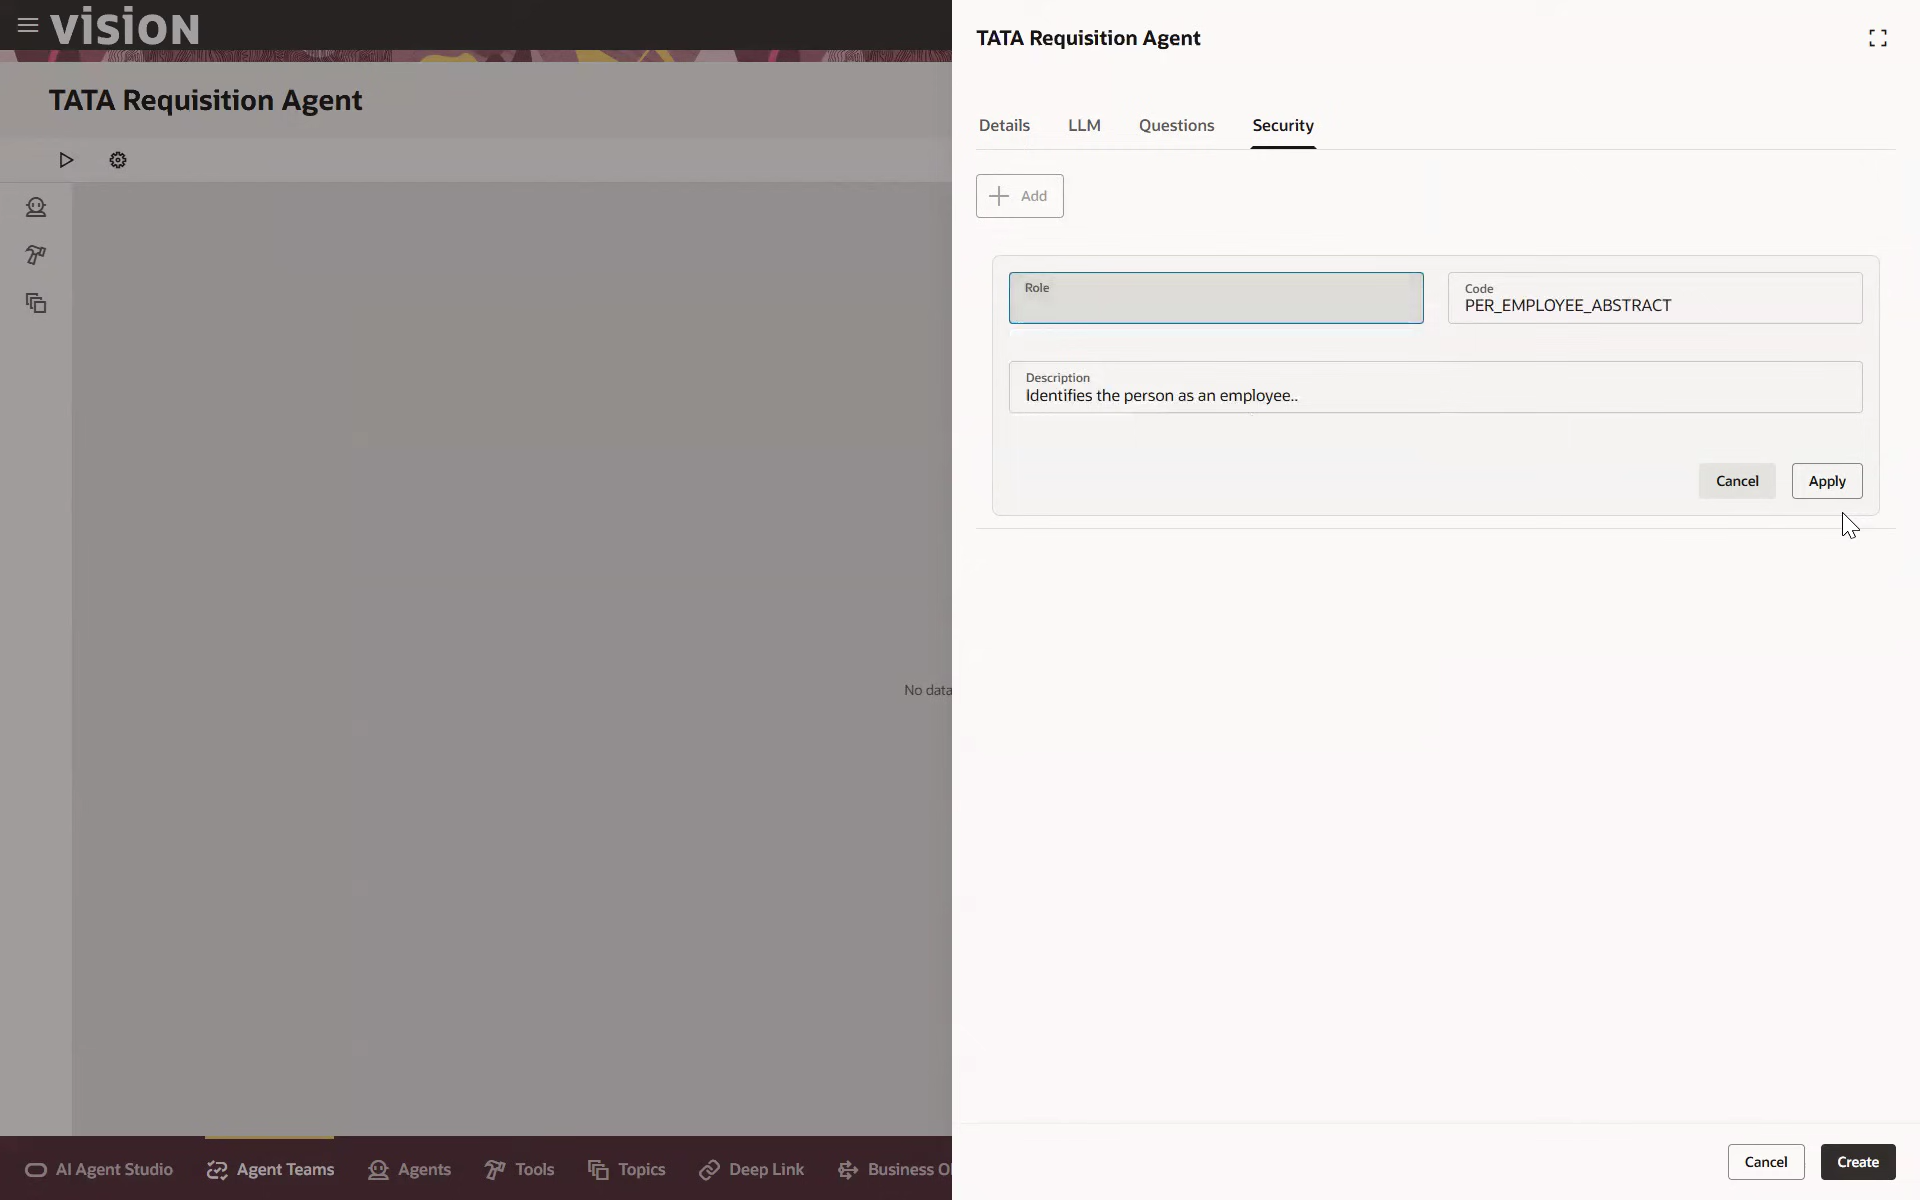 vision
TATA Requisition Agent
No data
AI Agent Studio
Agent Teams
Agents
Tools
Topics
Deep Link
Business O
TATA Requisition Agent
Details
LLM
Questions
Security
Add
Role
Code
PER_EMPLOYEE_ABSTRACT
Description
Identifies the person as an employee..
Cancel
Apply
Cancel
Create